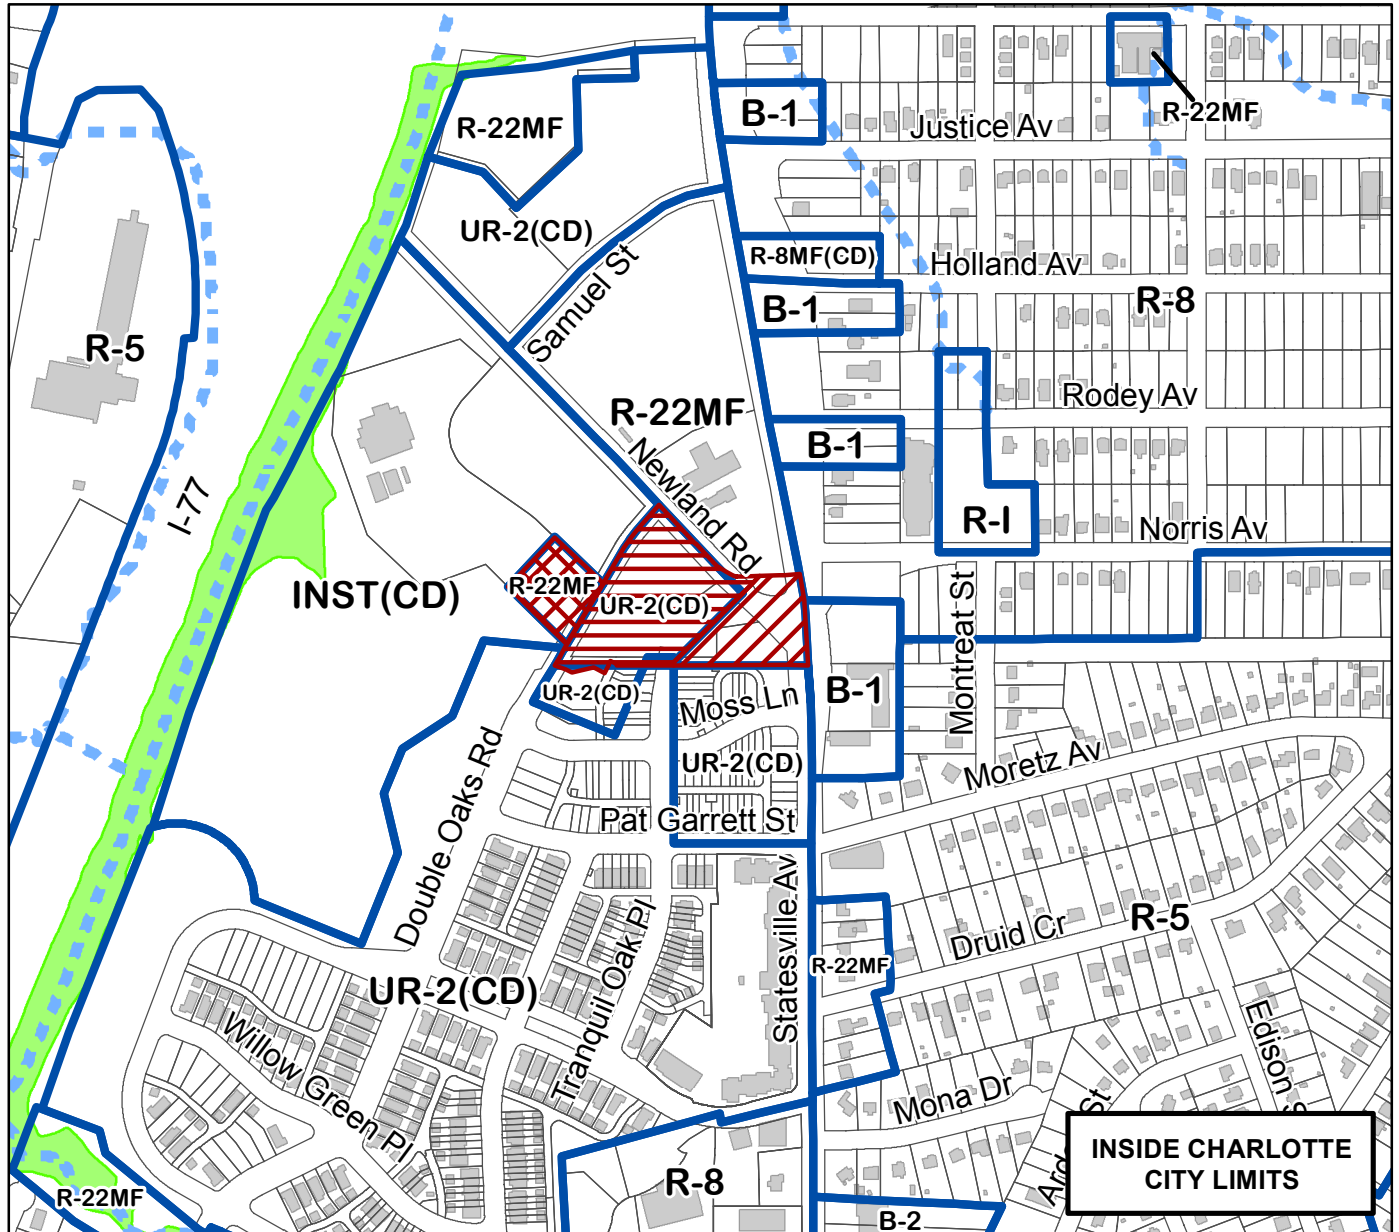 R-22MF
B-1
Justice Av
R-22MF
UR-2(CD)
Samuel St
R-8MF(CD)
Holland Av
B-1
R-8
R-5
R-22MF
Rodey Av
B-1
Newland Rd
I-77
R-I
Norris Av
INST(CD)
R-22MF
UR-2(CD)
Montreat St
UR-2(CD)
Moss Ln
B-1
UR-2(CD)
Moretz Av
Pat Garrett St
Double Oaks Rd
Statesville Av
R-5
Druid Cr
R-22MF
UR-2(CD)
Tranquil Oak Pl
Willow Green Pl
Edison
Mona Dr
St
INSIDE CHARLOTTE
CITY LIMITS
R-22MF
R-8
B-2